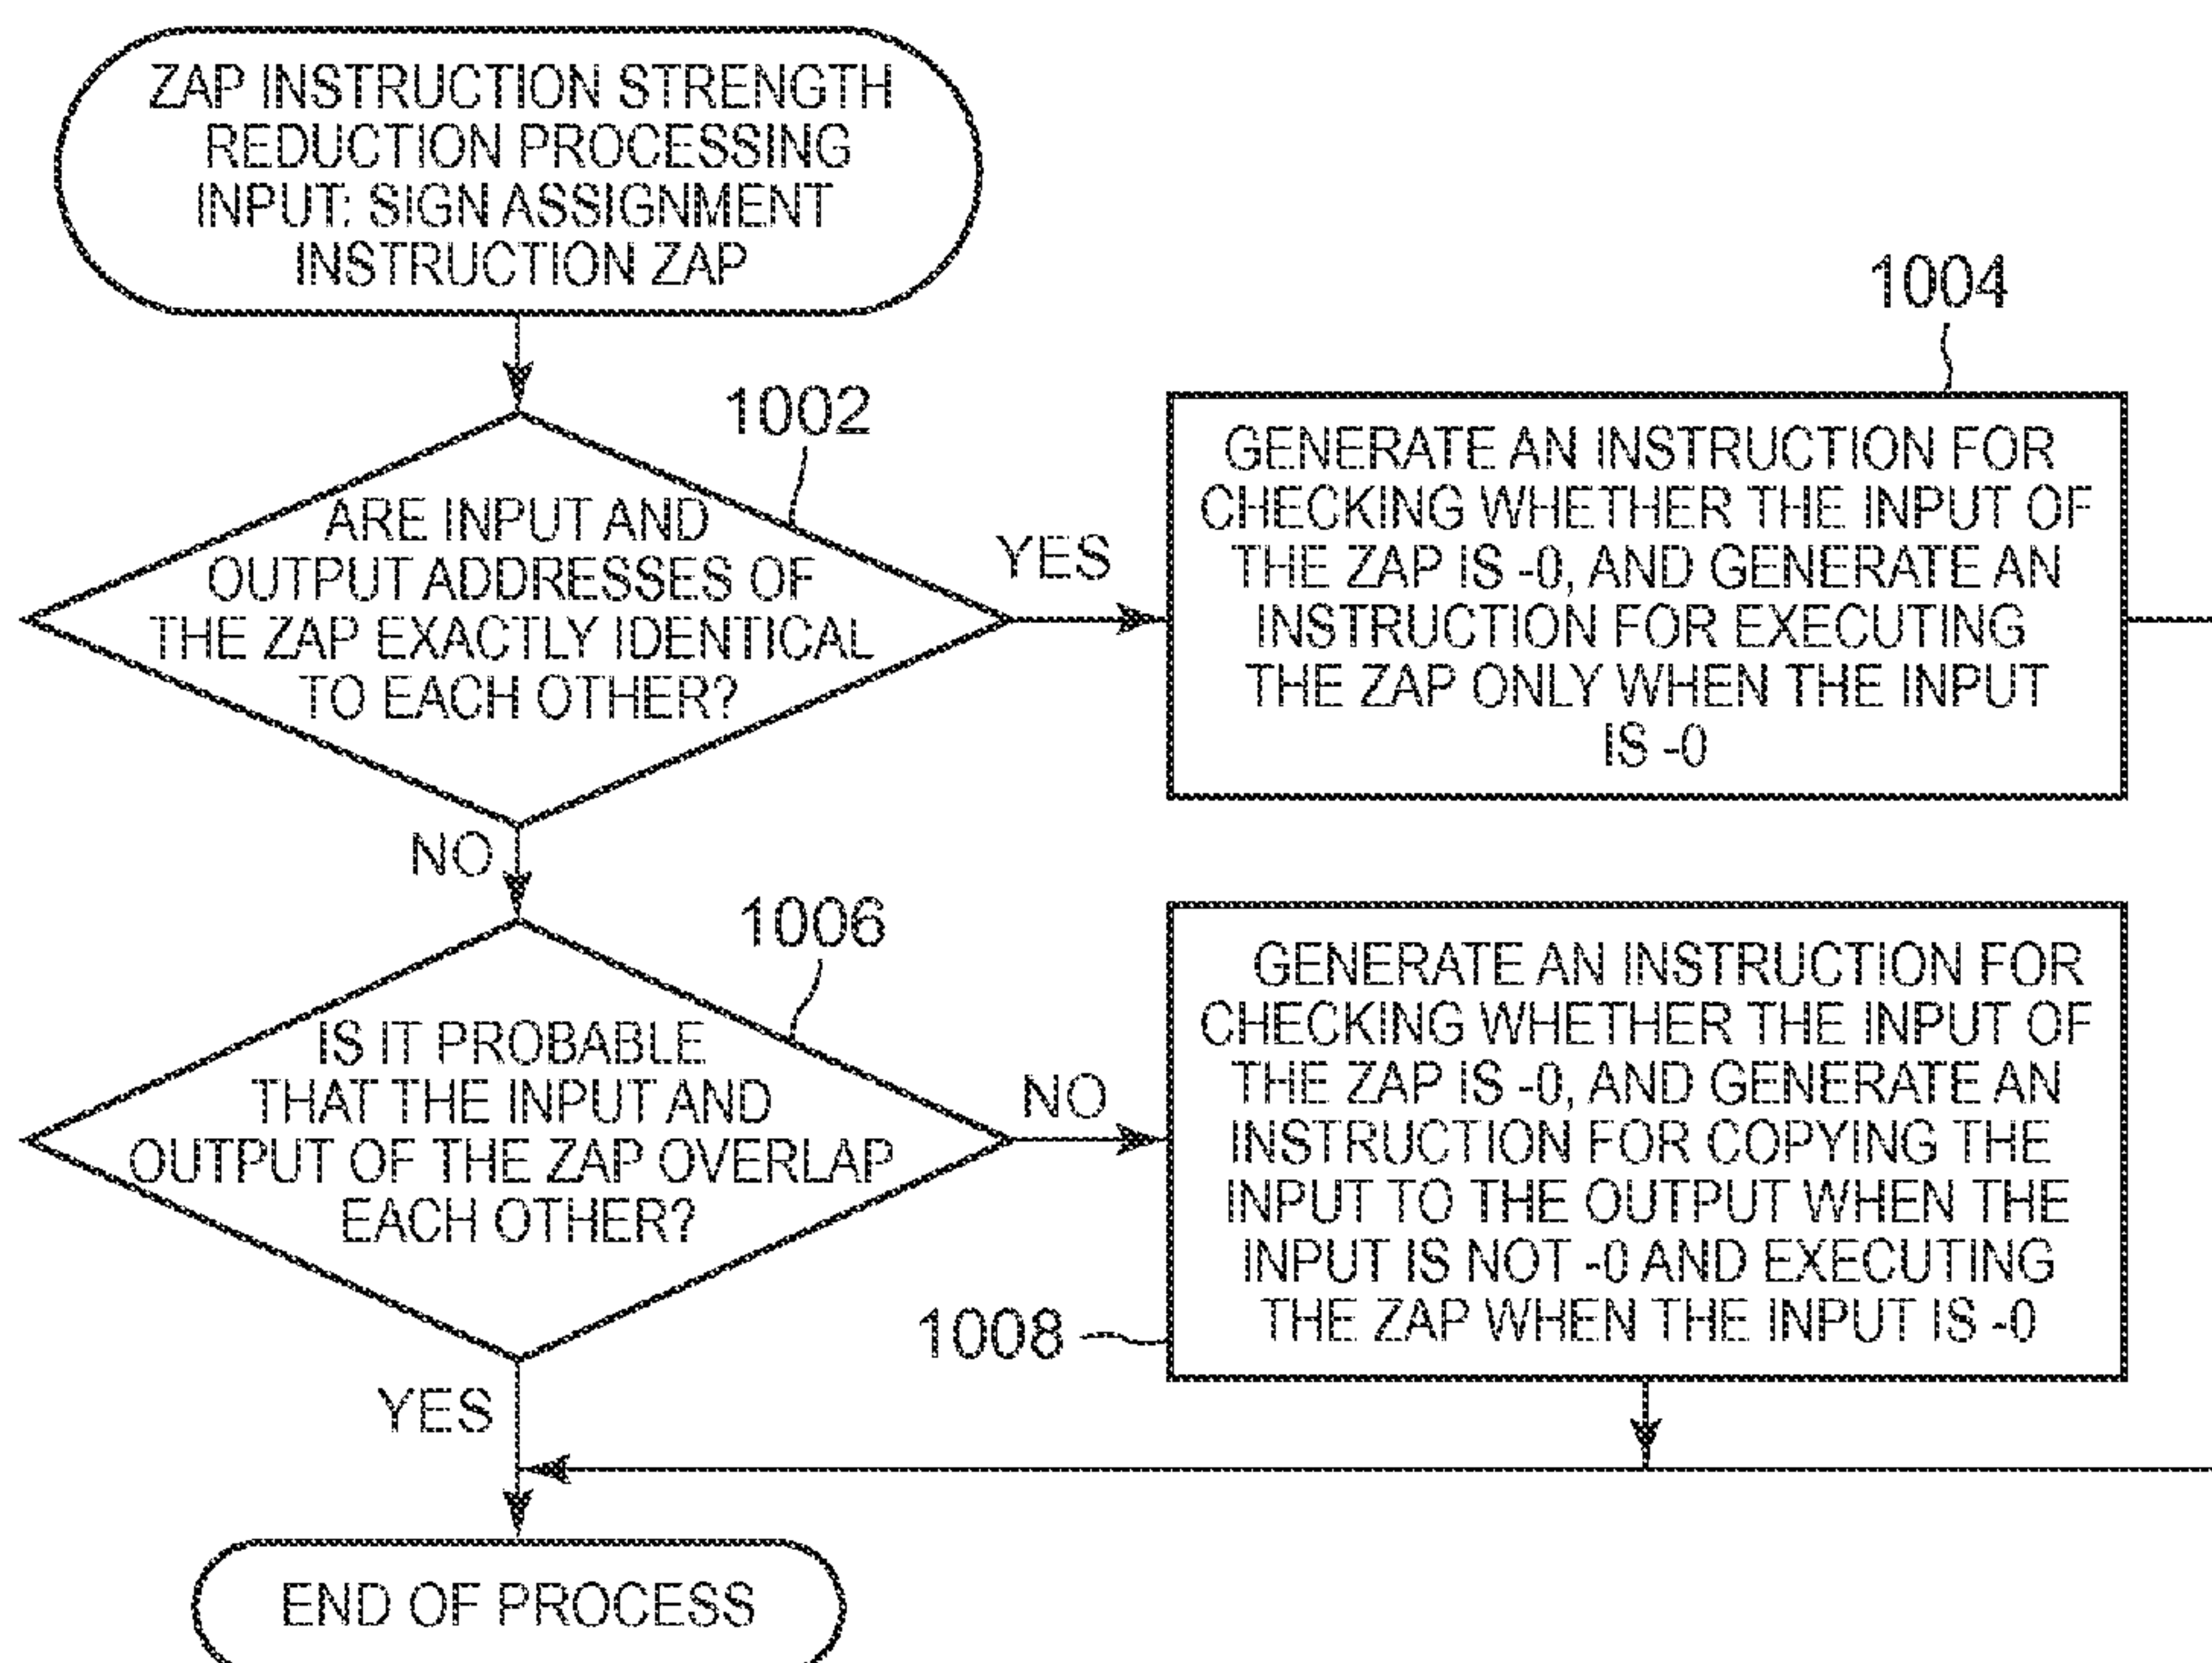 ZAP INSTRUCTION STRENGTH
REDUCTION PROCESSING
INPUT: SIGN ASSIGNMENT
INSTRUCTION ZAP
1002
ARE INPUT AND
OUTPUT ADDRESSES OF
THE ZAP EXACTLY IDENTICAL
TO EACH OTHER?
YES
1004
GENERATE AN INSTRUCTION FOR
CHECKING WHETHER THE INPUT OF
THE ZAP IS -0, AND GENERATE AN
INSTRUCTION FOR EXECUTING
THE ZAP ONLY WHEN THE INPUT
IS -0
NO
1006
IS IT PROBABLE
THAT THE INPUT AND
OUTPUT OF THE ZAP OVERLAP
EACH OTHER?
NO
GENERATE AN INSTRUCTION FOR
CHECKING WHETHER THE INPUT OF
THE ZAP IS -0, AND GENERATE AN
INSTRUCTION FOR COPYING THE
INPUT TO THE OUTPUT WHEN THE
INPUT IS NOT -0 AND EXECUTING
THE ZAP WHEN THE INPUT IS -0
1008
YES
END OF PROCESS